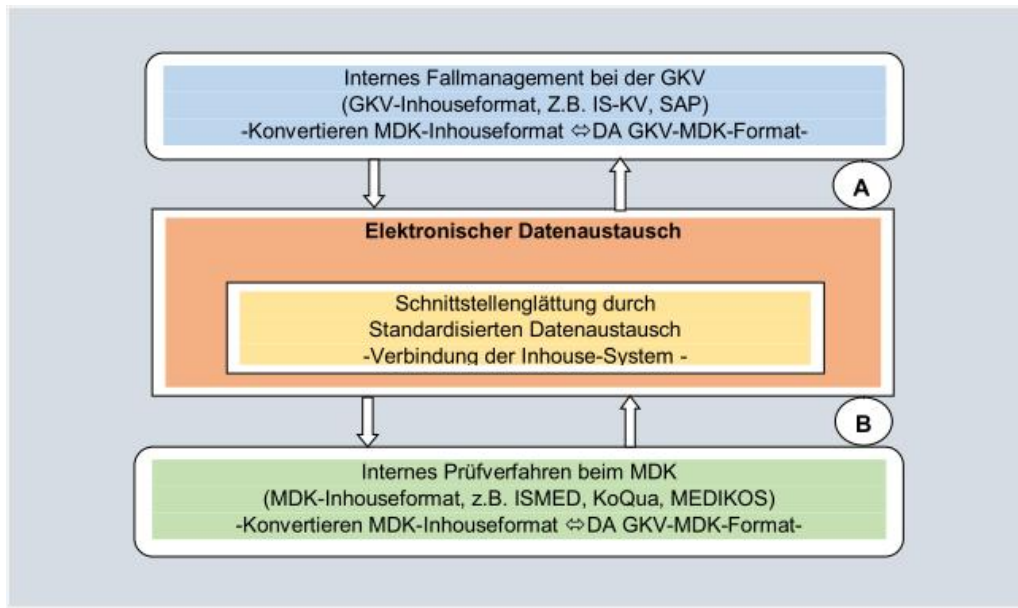 Internes Fallmanagement bei der GKV
(GKV-Inhouseformat, Z.B. IS-KV, SAP)
-Konvertieren MDK-Inhouseformat ⬄DA GKV-MDK-Format-
A
Elektronischer Datenaustausch
Schnittstellenglättung durch
Standardisierten Datenaustausch
-Verbindung der Inhouse-System -
B
Internes Prüfverfahren beim MDK
(MDK-Inhouseformat, z.B. ISMED, KoQua, MEDIKOS)
-Konvertieren MDK-Inhouseformat ⬄DA GKV-MDK-Format-